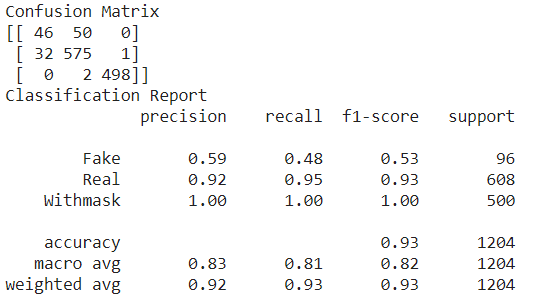 Confusion Matrix
[[ 46 50 0]
[ 32 575 1]
[ 0 2 498]]
Classification Report
precision recall f1-score support
Fake 0.59 0.48 0.53 96
Real 0.92 0.95 0.93 608
Withmask 1.00 1.00 1.00 500
accuracy 0.93 1204
macro avg 0.83 0.81 0.82 1204
weighted avg 0.92 0.93 0.93 1204